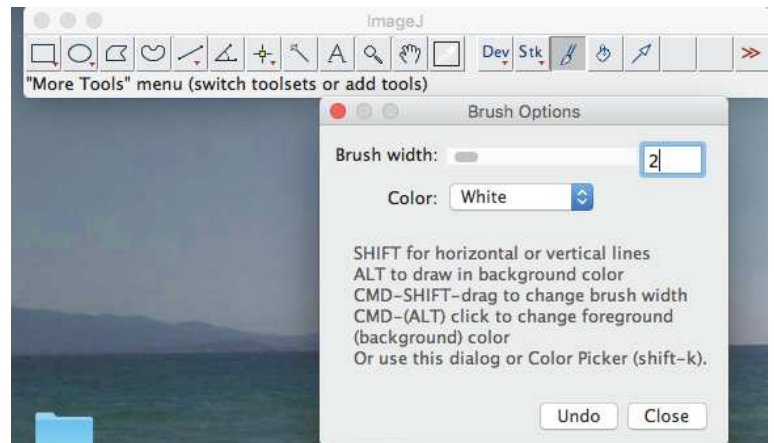 ImageJ
A Dev Stk >>
"More Tools" menu (switch toolsets or add tools)
Brush Options
Brush width: 2
Color: White
SHIFT for horizontal or vertical lines
ALT to draw in background color
CMD-SHIFT-drag to change brush width
CMD-(ALT) click to change foreground
(background) color
Or use this dialog or Color Picker (shift-k).
Undo Close